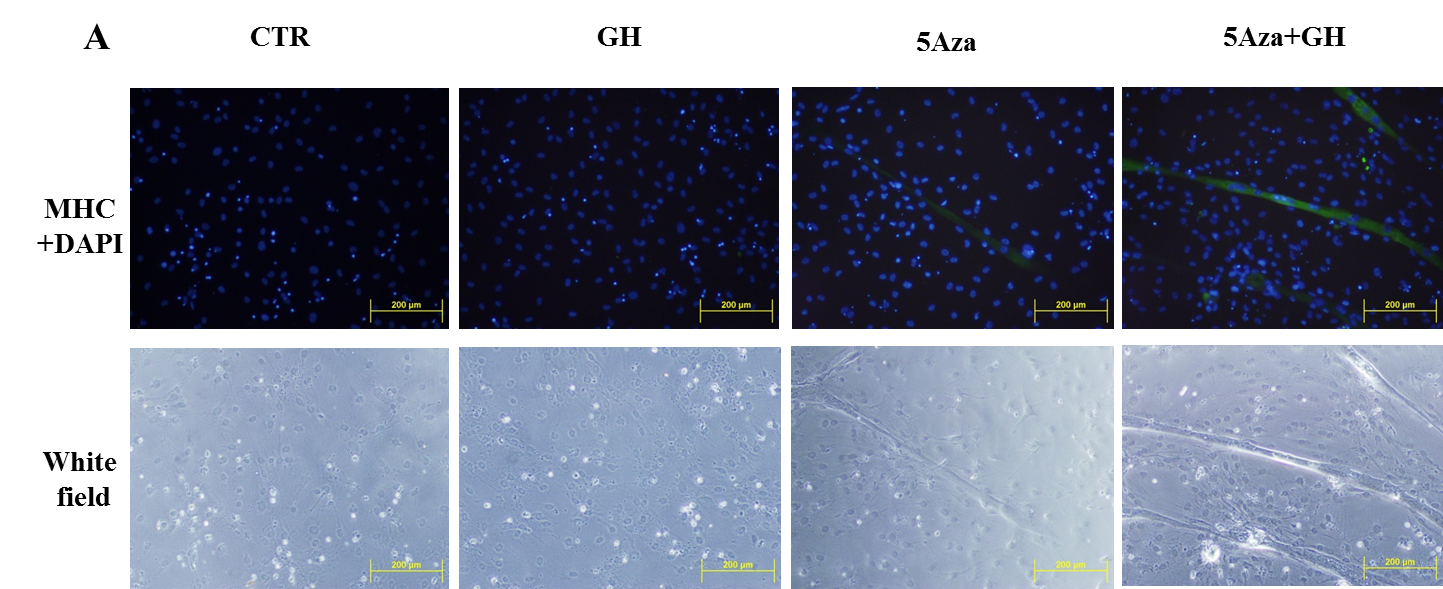 A
CTR
GH
5Aza
5Aza+GH
MHC
+DAPI
200 µm
200 µm
200 µm
200 µm
White
field
200 µm
200 µm
200 µm
200 µm